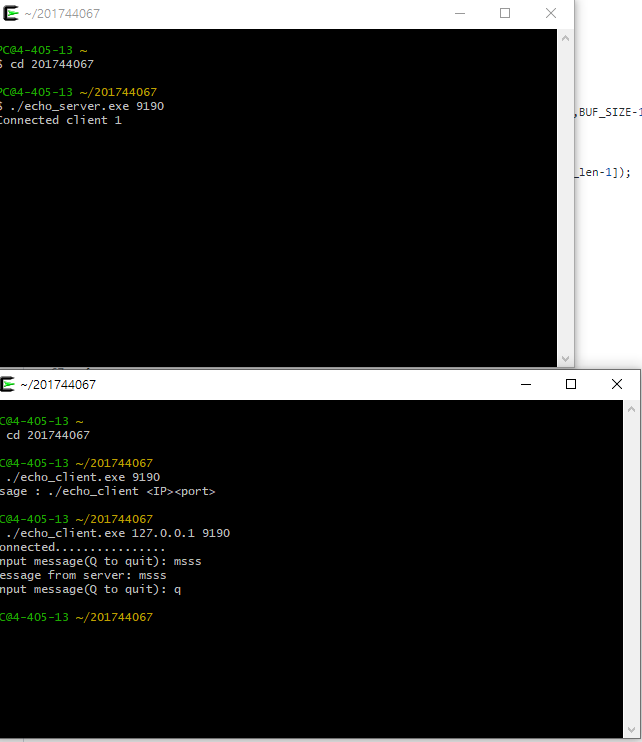 ~/201744067
PC@4-405-13 ~
$ cd 201744067
PC@4-405-13 ~/201744067
$ ./echo_server.exe 9190
Connected client 1
,BUF_SIZE-1
_len-1]);
~/201744067
C@4-405-13 ~
cd 201744067
C@4-405-13 ~/201744067
./echo_client.exe 9190
sage : ./echo_client <IP><port>
C@4-405-13 ~/201744067
./echo_client.exe 127.0.0.1 9190
onnected................
nput message(Q to quit): msss
essage from server: msss
nput message(Q to quit): q
C@4-405-13 ~/201744067